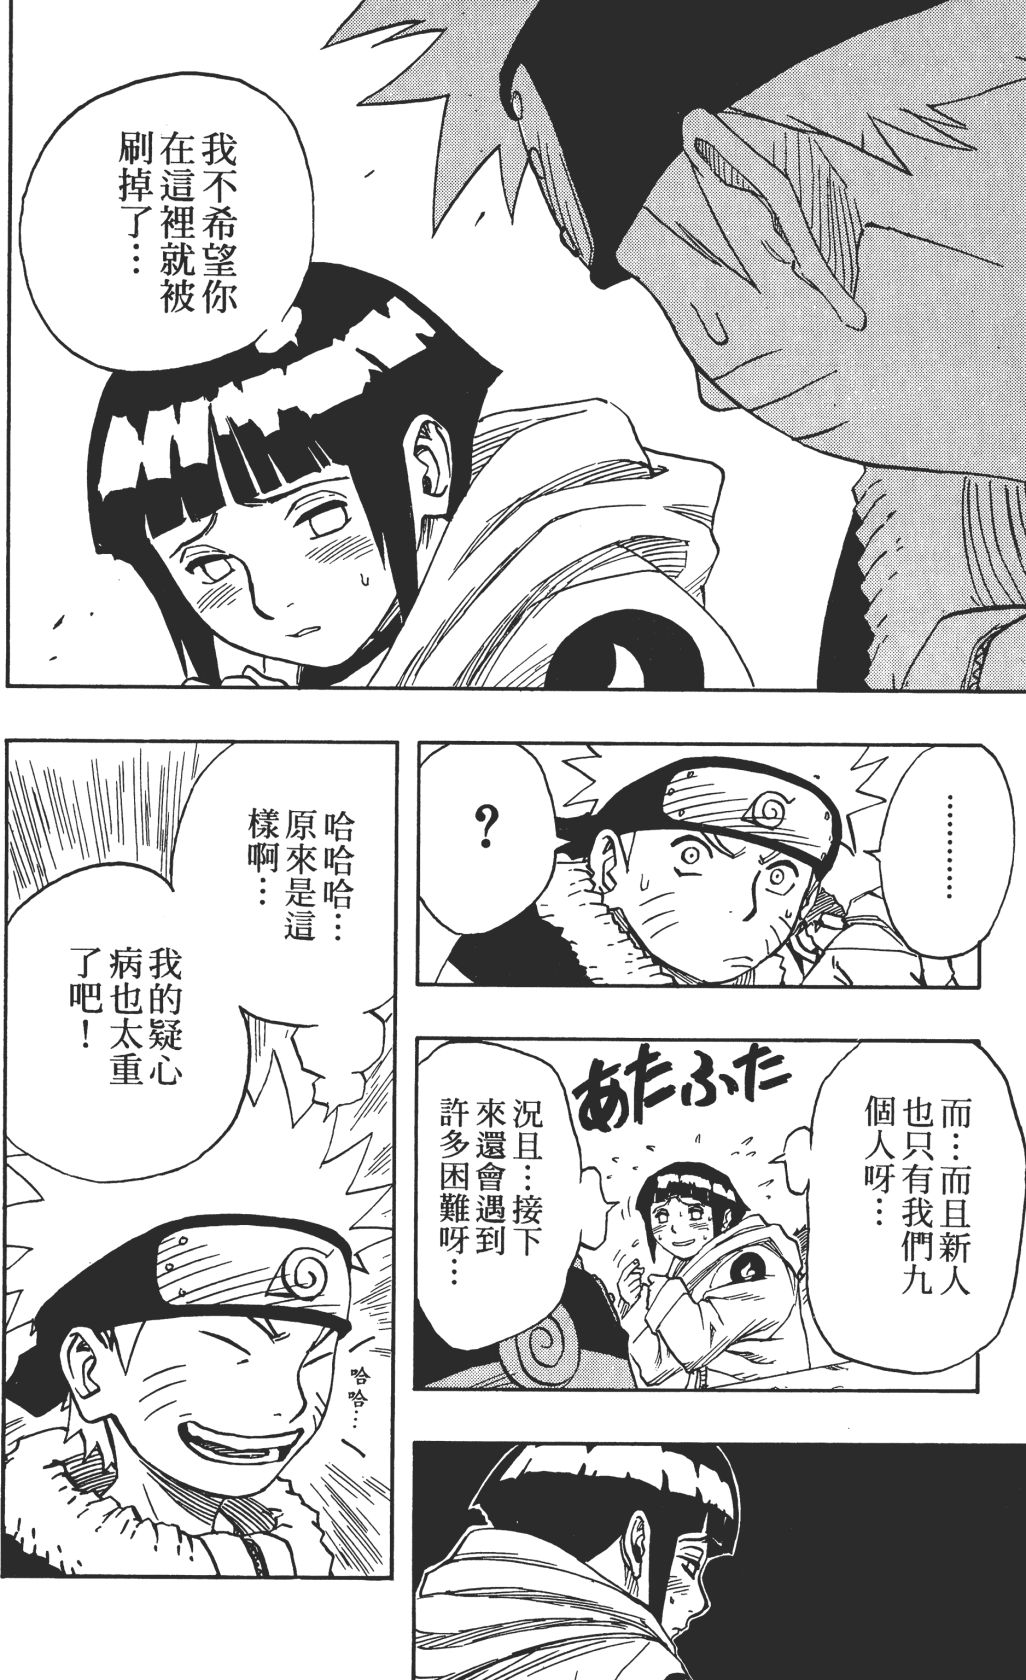 我不希望你
在這裡就被
刷掉了…
…………
？
而…而且新人
也只有我們九
個人呀…
あたふた
況且…接下
來還會遇到
許多困難呀…
哈哈哈…
原來是這
樣啊…
我的疑心
病也太重
了吧！
哈哈…